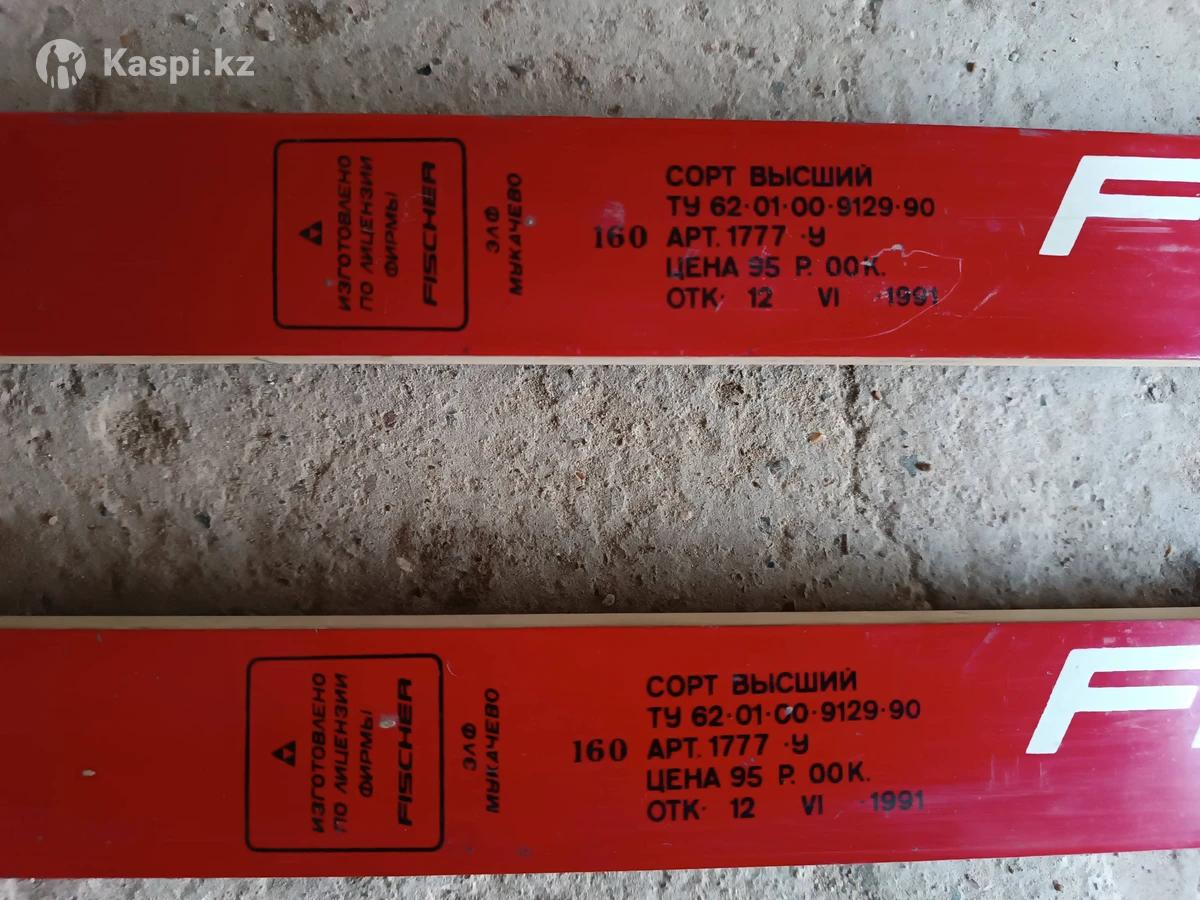 Kaspi.kz
ИЗГОТОВЛЕНО
ПО ЛИЦЕНЗИИ
ФИРМЫ
FISCHER
ЭЛФ
МУКАЧЕВО
160
СОРТ ВЫСШИЙ
ТУ 62·01·00·9129·90
АРТ. 1777 ·У
ЦЕНА 95 Р. 00К.
ОТК· 12 VI ·1991
F
ИЗГОТОВЛЕНО
ПО ЛИЦЕНЗИИ
ФИРМЫ
FISCHER
ЭЛФ
МУКАЧЕВО
160
СОРТ ВЫСШИЙ
ТУ 62·01·00·9129·90
АРТ. 1777 ·У
ЦЕНА 95 Р. 00К.
ОТК· 12 VI ·1991
F